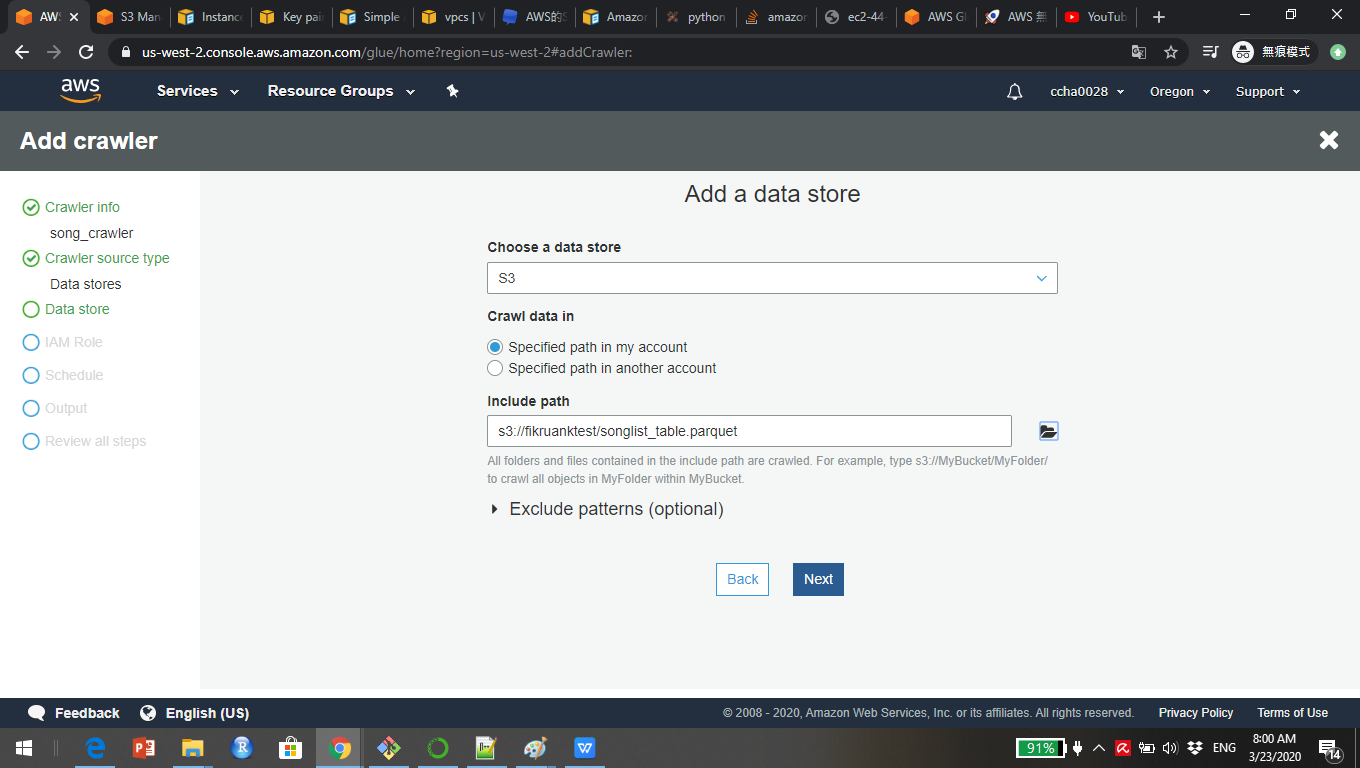 AWS
S3 Man
Instanc
Key pai
Simple
vpcs | V
AWS的S
Amazon
python
amazon
ec2-44-
AWS Gl
AWS 無
YouTub
us-west-2.console.aws.amazon.com/glue/home?region=us-west-2#addCrawler:
無痕模式
aws
Services
Resource Groups
ccha0028
Oregon
Support
Add crawler
Crawler info
song_crawler
Crawler source type
Data stores
Data store
IAM Role
Schedule
Output
Review all steps
Add a data store
Choose a data store
S3
Crawl data in
Specified path in my account
Specified path in another account
Include path
s3://fikruanktest/songlist_table.parquet
All folders and files contained in the include path are crawled. For example, type s3://MyBucket/MyFolder/
to crawl all objects in MyFolder within MyBucket.
Exclude patterns (optional)
Back
Next
Feedback
English (US)
© 2008 - 2020, Amazon Web Services, Inc. or its affiliates. All rights reserved.
Privacy Policy
Terms of Use
91%
ENG
8:00 AM
3/23/2020
14